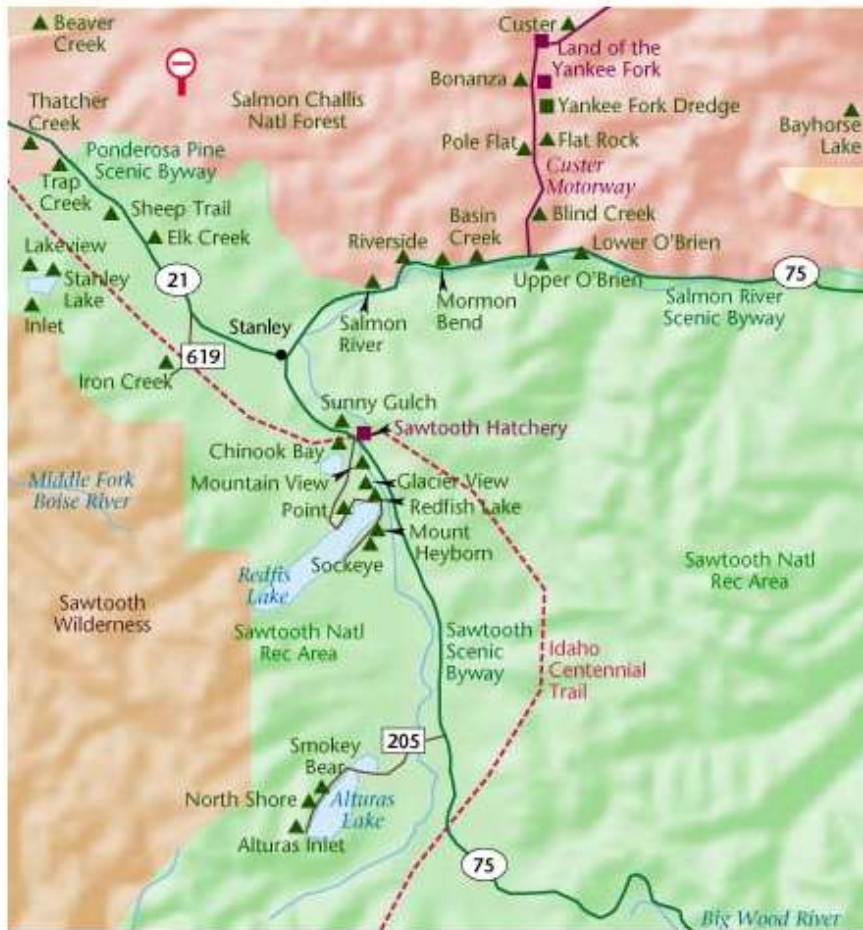 Beaver
Creek
Custer
Land of the
Yankee Fork
Bonanza
Yankee Fork Dredge
Thatcher
Creek
Salmon Challis
Natl Forest
Bayhorse
Lake
Pole Flat
Flat Rock
Ponderosa Pine
Scenic Byway
Custer
Motorway
Trap
Creek
Sheep Trail
Elk Creek
Blind Creek
Basin
Creek
Riverside
Lower O'Brien
Lakeview
Stanley
Lake
Inlet
21
75
Upper O'Brien
Mormon
Bend
Salmon
River
Salmon River
Scenic Byway
Stanley
619
Iron Creek
Sunny Gulch
Sawtooth Hatchery
Chinook Bay
Mountain View
Glacier View
Redfish Lake
Point
Mount
Heyborn
Sockeye
Middle Fork
Boise River
Redfis
Lake
Sawtooth Natl
Rec Area
Sawtooth
Wilderness
Sawtooth Natl
Rec Area
Sawtooth
Scenic
Byway
Idaho
Centennial
Trail
205
Smokey
Bear
North Shore
Alturas
Lake
Alturas Inlet
75
Big Wood River